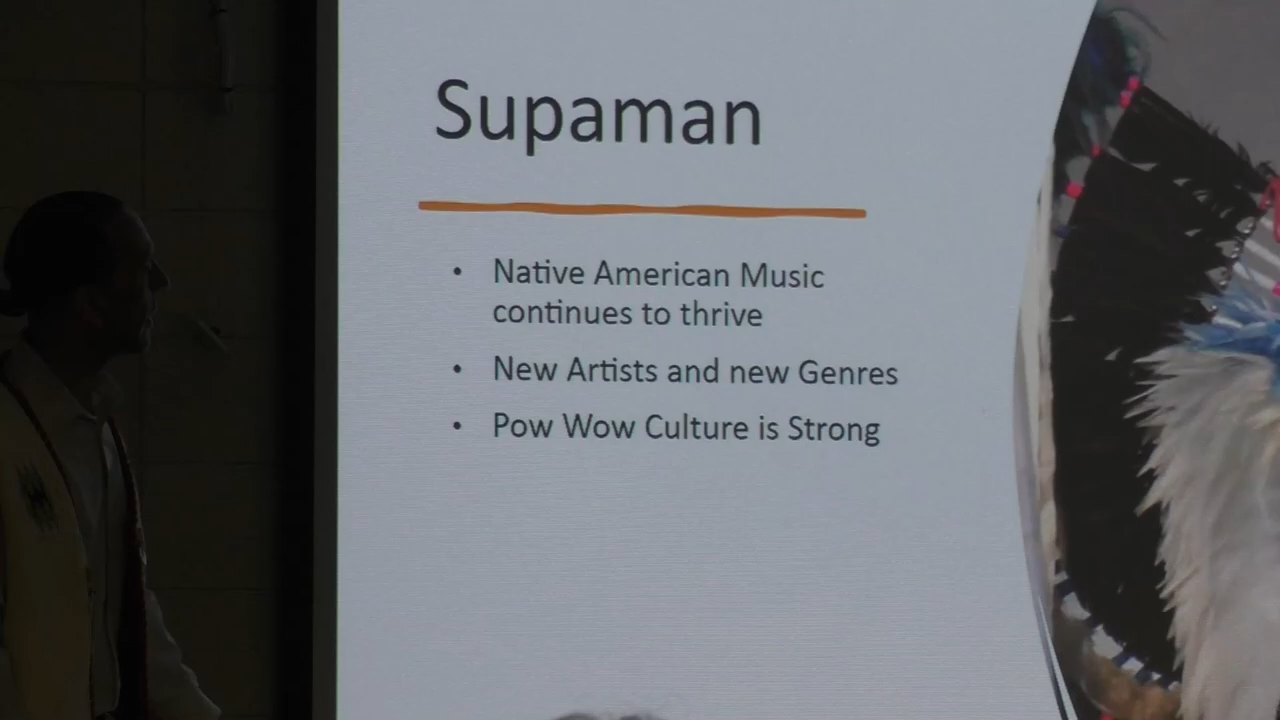 Supaman
• Native American Music
continues to thrive
• New Artists and new Genres
• Pow Wow Culture is Strong